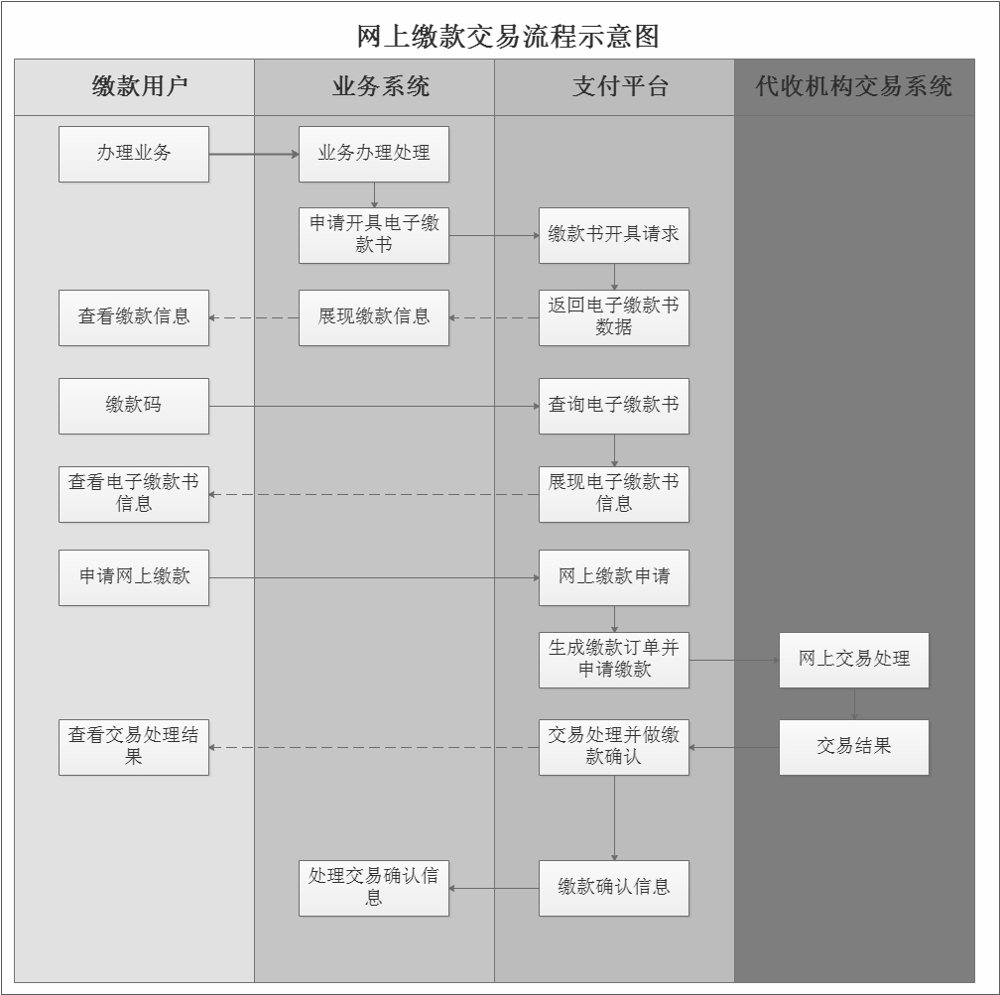 网上缴款交易流程示意图
缴款用户
业务系统
支付平台
代收机构交易系统
办理业务
业务办理处理
申请开具电子缴
款书
缴款书开具请求
查看缴款信息
展现缴款信息
返回电子缴款书
数据
缴款码
查询电子缴款书
查看电子缴款书
信息
展现电子缴款书
信息
申请网上缴款
网上缴款申请
生成缴款订单并
申请缴款
网上交易处理
查看交易处理结
果
交易处理并做缴
款确认
交易结果
处理交易确认信
息
缴款确认信息